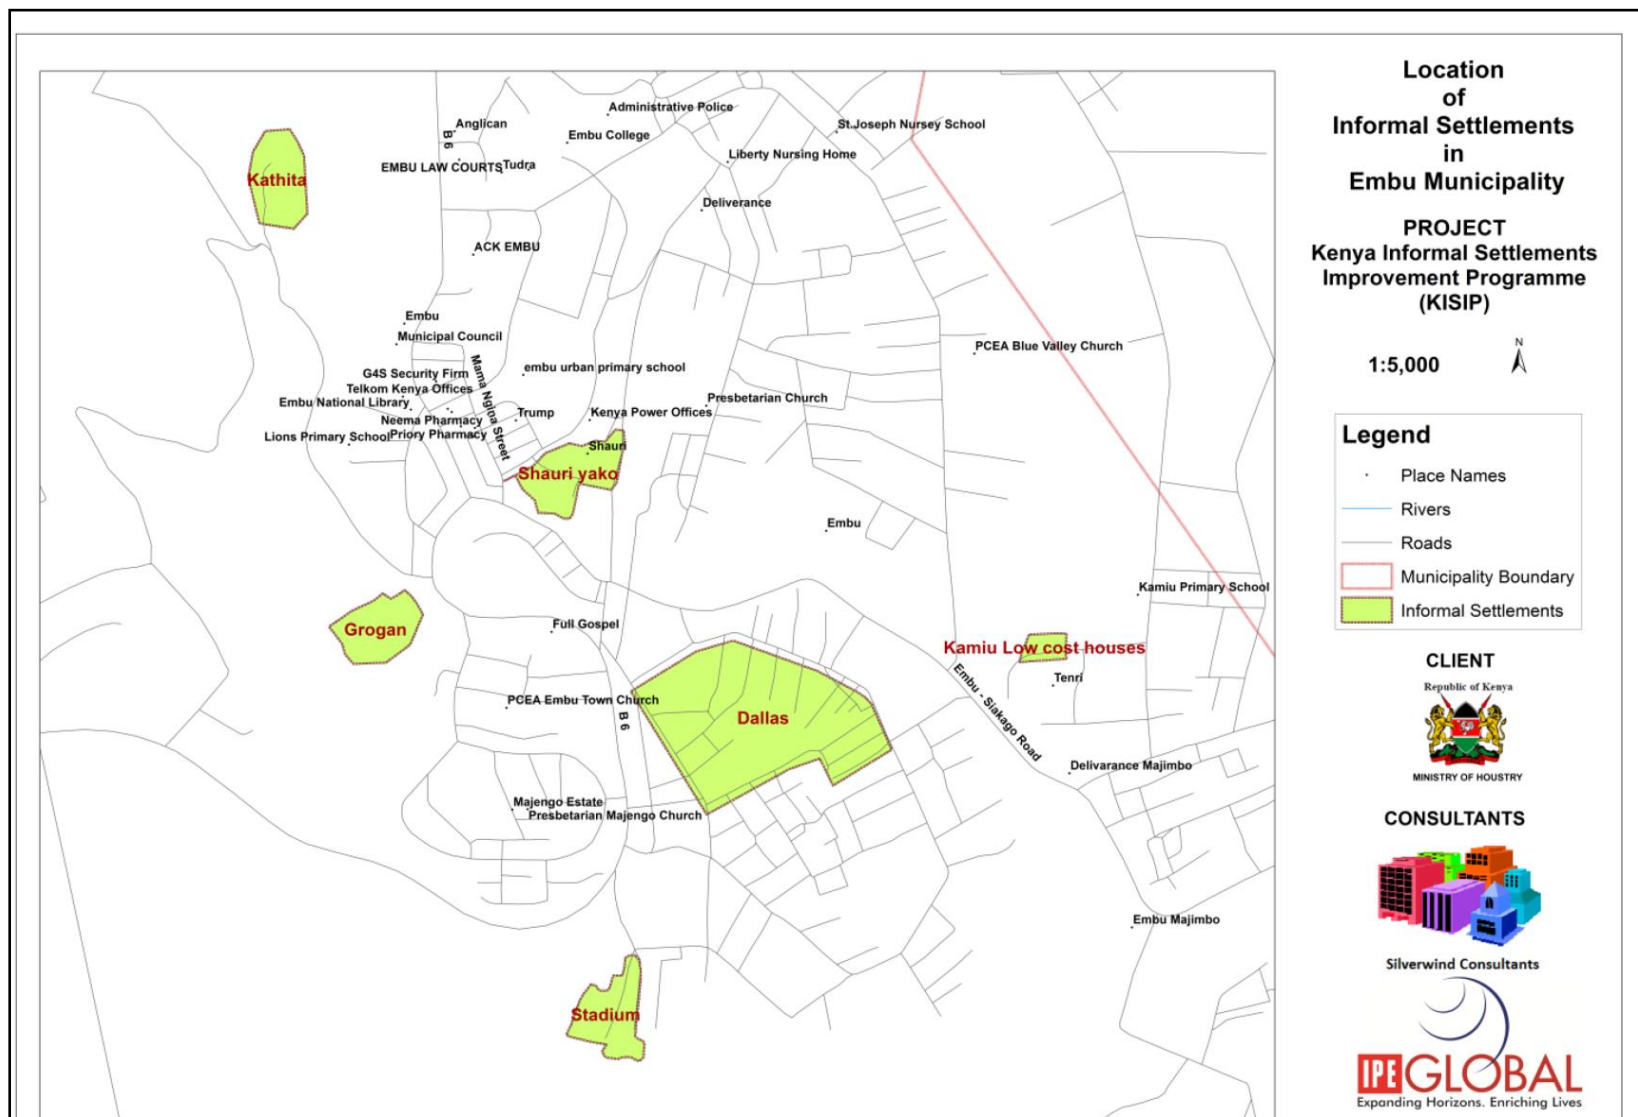 Location
of
Informal Settlements
in
Embu Municipality
PROJECT
Kenya Informal Settlements
Improvement Programme
(KISIP)
1:5,000
N
Legend
Place Names
Rivers
Roads
Municipality Boundary
Informal Settlements
CLIENT
Republic of Kenya
MINISTRY OF HOUSTRY
CONSULTANTS
Silverwind Consultants
IPE GLOBAL
Expanding Horizons. Enriching Lives
Administrative Police
Anglican
B 6
Embu College
St.Joseph Nursey School
Liberty Nursing Home
EMBU LAW COURTS
Tudra
Kathita
Deliverance
ACK EMBU
Embu
Municipal Council
PCEA Blue Valley Church
Mama Ngina Street
embu urban primary school
G4S Security Firm
Telkom Kenya Offices
Embu National Library
Presbetarian Church
Trump
Kenya Power Offices
Neema Pharmacy
Lions Primary School
Priory Pharmacy
Shauri
Shauri yako
Embu
Kamiu Primary School
Grogan
Full Gospel
Kamiu Low cost houses
Tenri
Embu - Siakago Road
PCEA Embu Town Church
B 6
Dallas
Delivarance Majimbo
Majengo Estate
Presbetarian Majengo Church
Embu Majimbo
Stadium